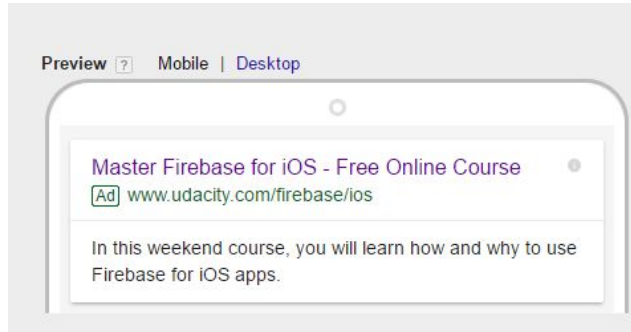 Preview ? Mobile | Desktop
Master Firebase for iOS - Free Online Course
Ad www.udacity.com/firebase/ios
In this weekend course, you will learn how and why to use
Firebase for iOS apps.